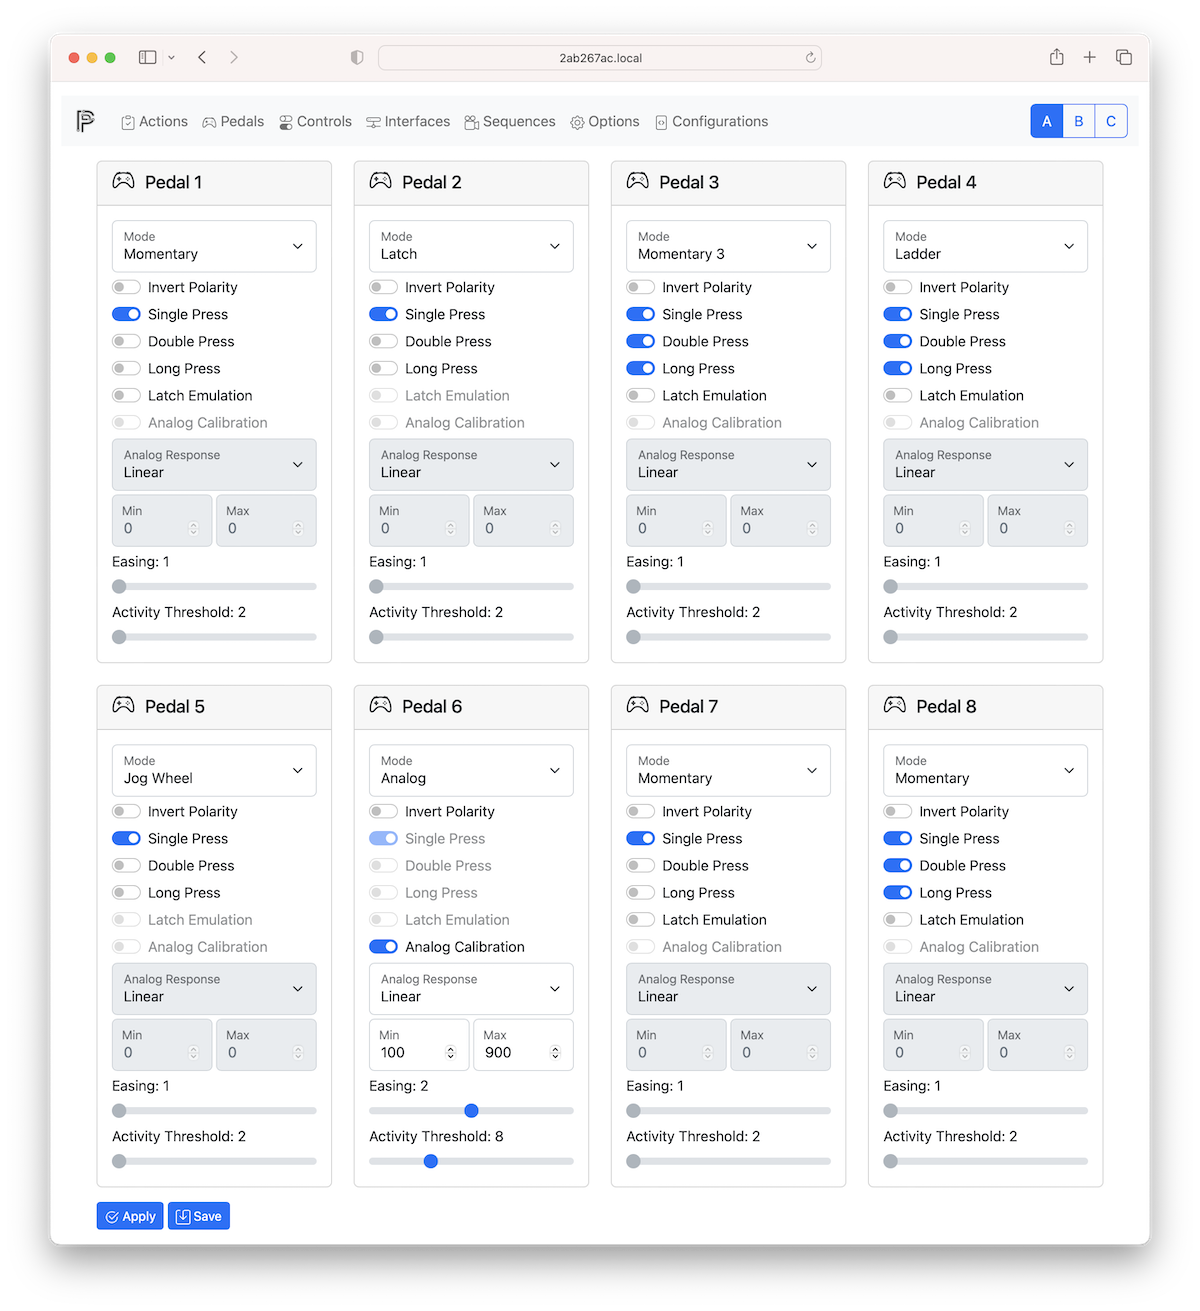 2ab267ac.local
Actions Pedals Controls Interfaces Sequences Options Configurations A B C
Pedal 1
Mode
Momentary
Invert Polarity
Single Press
Double Press
Long Press
Latch Emulation
Analog Calibration
Analog Response
Linear
Min Max
0 0
Easing: 1
Activity Threshold: 2
Pedal 2
Mode
Latch
Invert Polarity
Single Press
Double Press
Long Press
Latch Emulation
Analog Calibration
Analog Response
Linear
Min Max
0 0
Easing: 1
Activity Threshold: 2
Pedal 3
Mode
Momentary 3
Invert Polarity
Single Press
Double Press
Long Press
Latch Emulation
Analog Calibration
Analog Response
Linear
Min Max
0 0
Easing: 1
Activity Threshold: 2
Pedal 4
Mode
Ladder
Invert Polarity
Single Press
Double Press
Long Press
Latch Emulation
Analog Calibration
Analog Response
Linear
Min Max
0 0
Easing: 1
Activity Threshold: 2
Pedal 5
Mode
Jog Wheel
Invert Polarity
Single Press
Double Press
Long Press
Latch Emulation
Analog Calibration
Analog Response
Linear
Min Max
0 0
Easing: 1
Activity Threshold: 2
Pedal 6
Mode
Analog
Invert Polarity
Single Press
Double Press
Long Press
Latch Emulation
Analog Calibration
Analog Response
Linear
Min Max
100 900
Easing: 2
Activity Threshold: 8
Pedal 7
Mode
Momentary
Invert Polarity
Single Press
Double Press
Long Press
Latch Emulation
Analog Calibration
Analog Response
Linear
Min Max
0 0
Easing: 1
Activity Threshold: 2
Pedal 8
Mode
Momentary
Invert Polarity
Single Press
Double Press
Long Press
Latch Emulation
Analog Calibration
Analog Response
Linear
Min Max
0 0
Easing: 1
Activity Threshold: 2
Apply Save